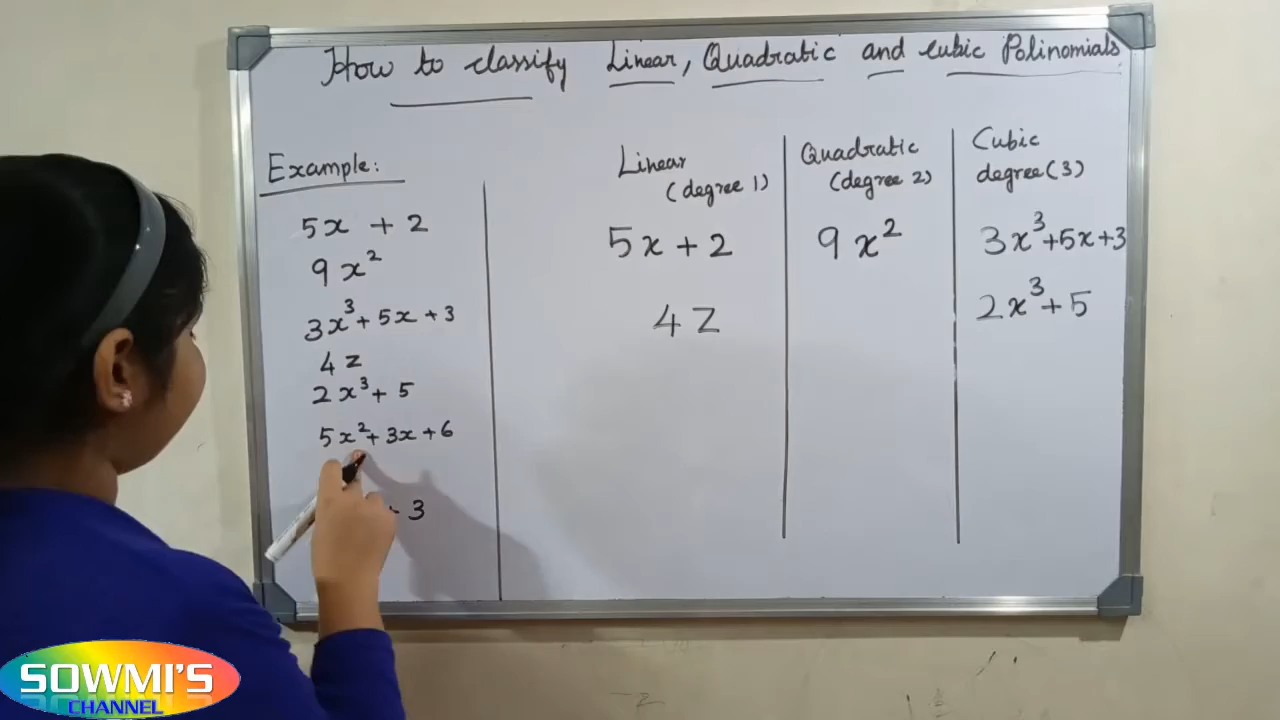 How to classify Linear, Quadratic and cubic Polinomials
Example:
5x + 2
9x²
3x³ + 5x + 3
4z
2x³ + 5
5x² + 3x + 6
+ 3
Linear
(degree 1)
5x + 2
4z
Quadratic
(degree 2)
9x²
Cubic
degree (3)
3x³+5x+3
2x³+5
SOWMI'S
CHANNEL